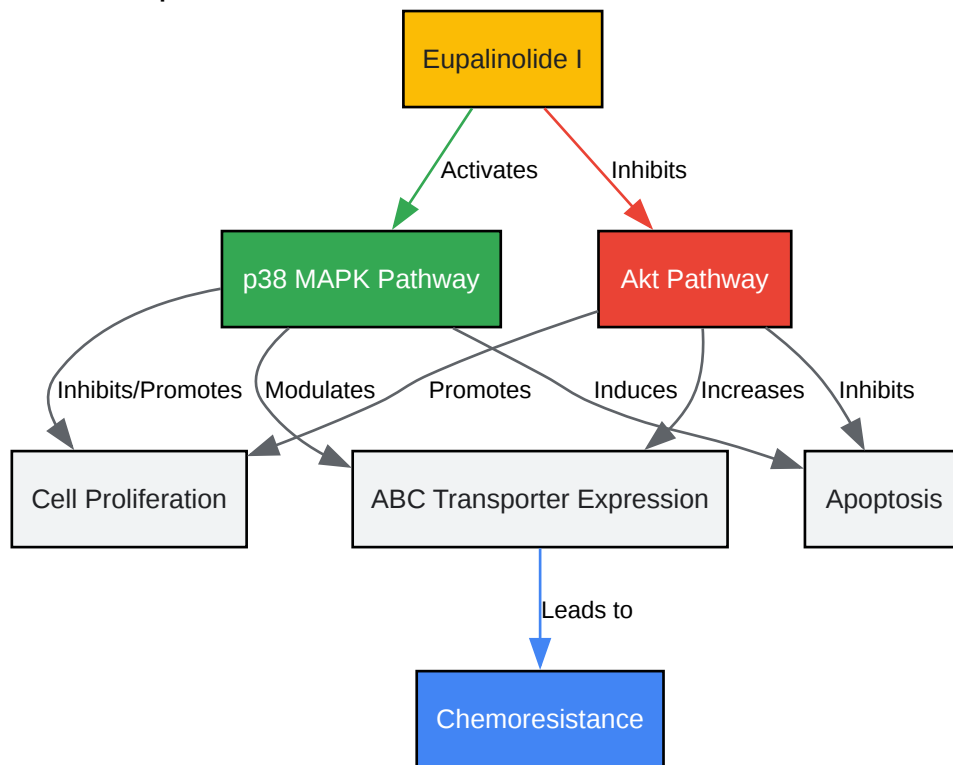 Eupalinolide I
Activates
Inhibits
p38 MAPK Pathway
Akt Pathway
Inhibits/Promotes
Modulates
Promotes
Induces
Increases
Inhibits
Cell Proliferation
ABC Transporter Expression
Apoptosis
Leads to
Chemoresistance